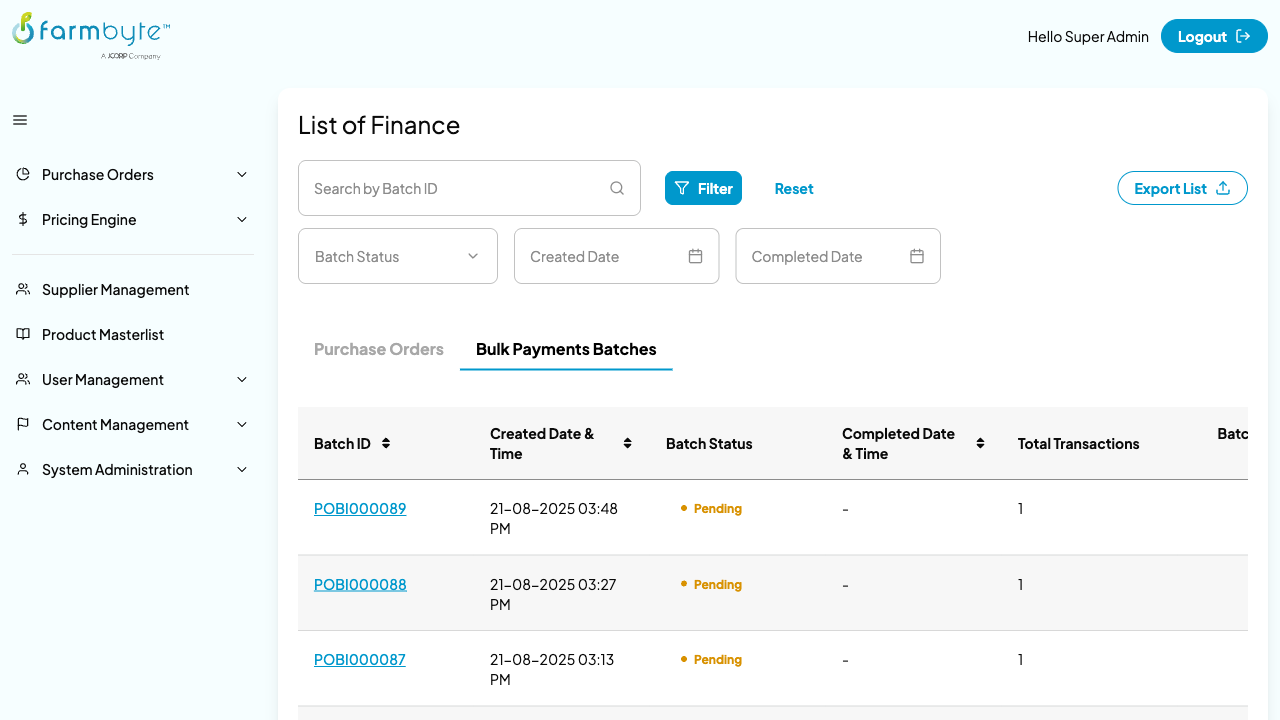 farmbyte™
A JCORP Company
Hello Super Admin
Logout
Purchase Orders
Pricing Engine
Supplier Management
Product Masterlist
User Management
Content Management
System Administration
List of Finance
Search by Batch ID
Filter
Reset
Export List
Batch Status
Created Date
Completed Date
Purchase Orders
Bulk Payments Batches
Batch ID
Created Date &
Time
Batch Status
Completed Date
& Time
Total Transactions
Batc
POBI000089
21-08-2025 03:48
PM
Pending
-
1
POBI000088
21-08-2025 03:27
PM
Pending
-
1
POBI000087
21-08-2025 03:13
PM
Pending
-
1